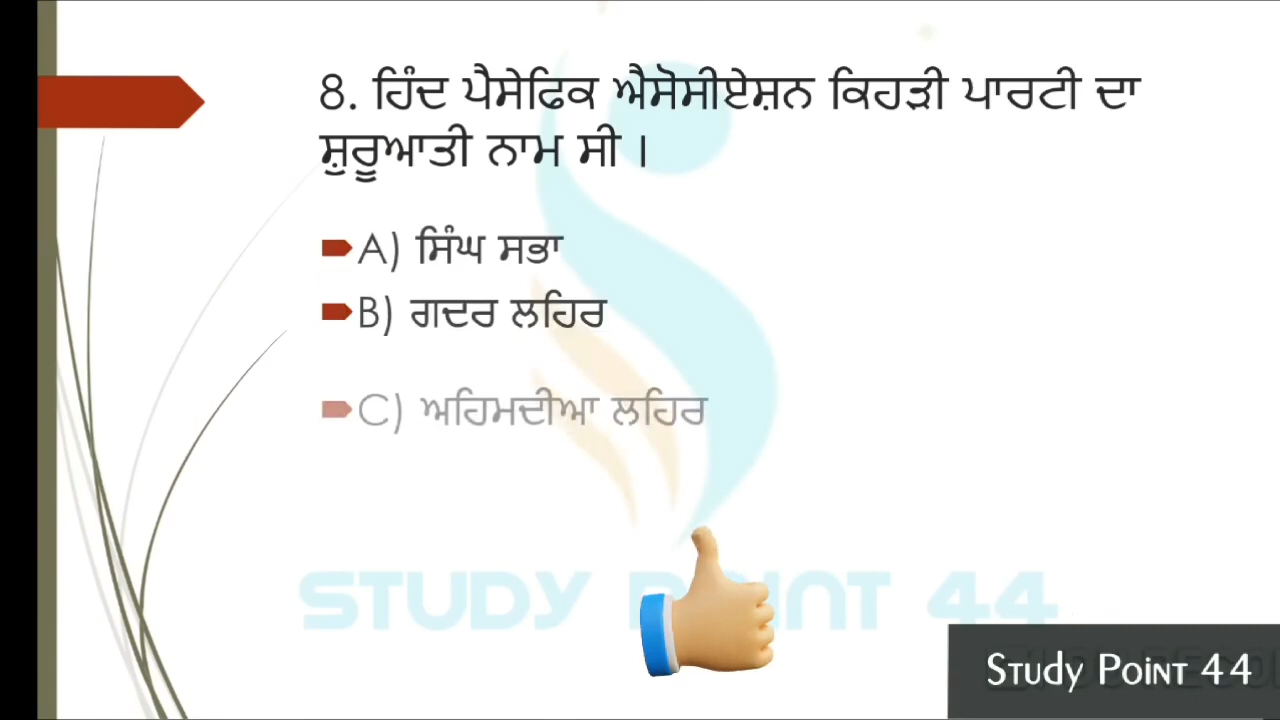 8. ਹਿੰਦ ਪੈਸੇਫਿਕ ਐਸੋਸੀਏਸ਼ਨ ਕਿਹੜੀ ਪਾਰਟੀ ਦਾ
ਸ਼ੁਰੂਆਤੀ ਨਾਮ ਸੀ ।
A) ਸਿੰਘ ਸਭਾ
B) ਗਦਰ ਲਹਿਰ
C) ਅਹਿਮਦੀਆ ਲਹਿਰ
STUDY POINT 44
Study Point 44